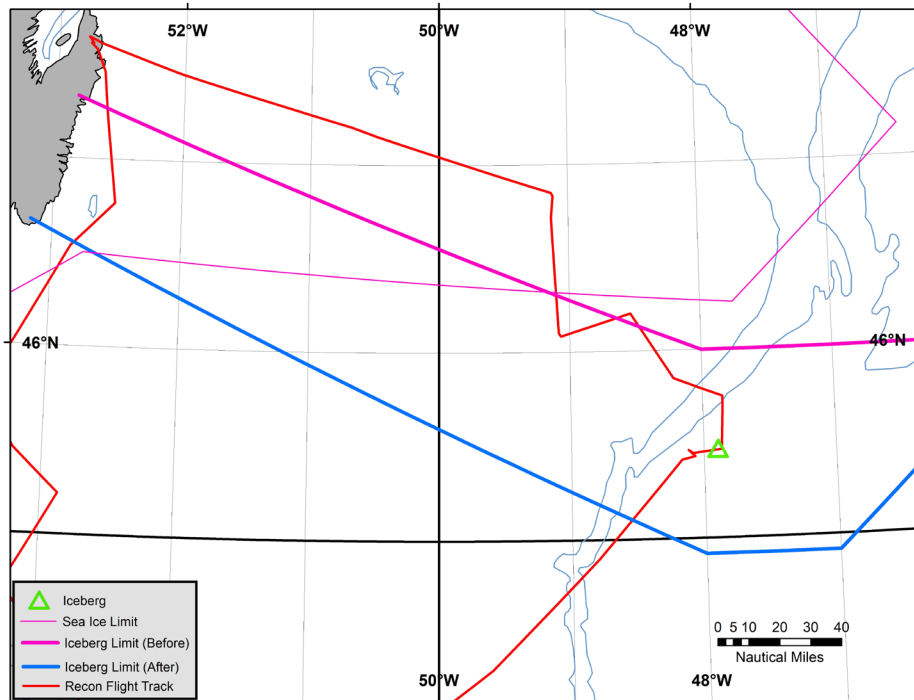 52°W
50°W
48°W
46°N
46°N
Iceberg
Sea Ice Limit
Iceberg Limit (Before)
Iceberg Limit (After)
Recon Flight Track
0 5 10 20 30 40
Nautical Miles
50°W
48°W